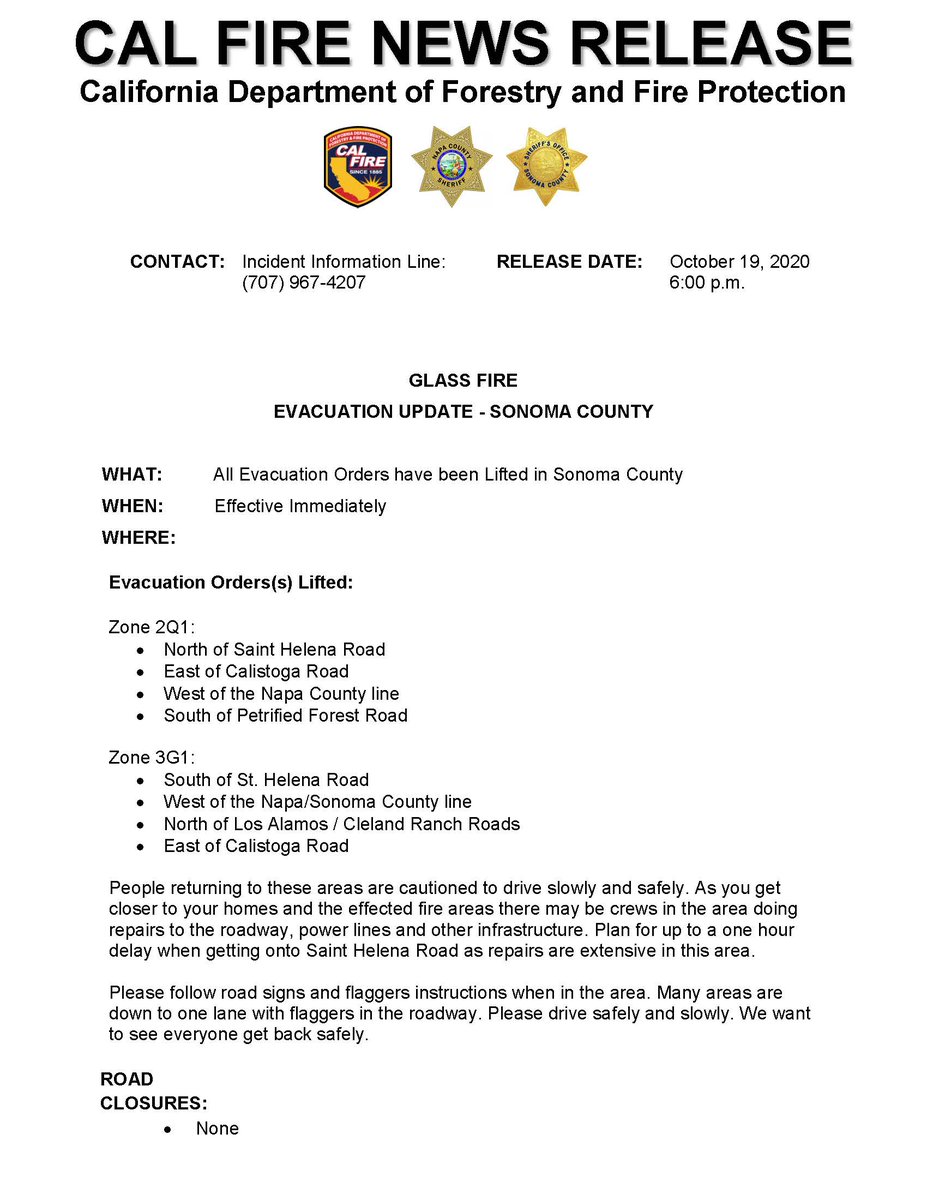 CAL FIRE NEWS RELEASE
California Department of Forestry and Fire Protection
CALIFORNIA DEPARTMENT OF
FORESTRY & FIRE PROTECTION
CAL
FIRE
SINCE 1885
NAPA COUNTY
SHERIFF
SHERIFF'S OFFICE
SONOMA COUNTY
CONTACT: Incident Information Line: RELEASE DATE: October 19, 2020
(707) 967-4207 6:00 p.m.
GLASS FIRE
EVACUATION UPDATE - SONOMA COUNTY
WHAT: All Evacuation Orders have been Lifted in Sonoma County
WHEN: Effective Immediately
WHERE:
Evacuation Orders(s) Lifted:
Zone 2Q1:
• North of Saint Helena Road
• East of Calistoga Road
• West of the Napa County line
• South of Petrified Forest Road
Zone 3G1:
• South of St. Helena Road
• West of the Napa/Sonoma County line
• North of Los Alamos / Cleland Ranch Roads
• East of Calistoga Road
People returning to these areas are cautioned to drive slowly and safely. As you get
closer to your homes and the effected fire areas there may be crews in the area doing
repairs to the roadway, power lines and other infrastructure. Plan for up to a one hour
delay when getting onto Saint Helena Road as repairs are extensive in this area.
Please follow road signs and flaggers instructions when in the area. Many areas are
down to one lane with flaggers in the roadway. Please drive safely and slowly. We want
to see everyone get back safely.
ROAD
CLOSURES:
• None